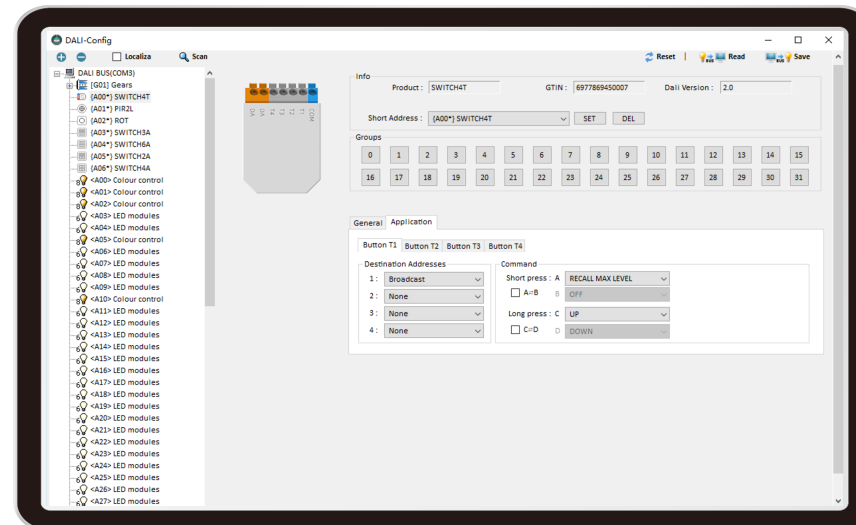 DALI-Config
Localiza Scan Reset | Read Save
DALI BUS(COM3)
[G01] Gears
{A00*} SWITCH4T
{A01*} PIR2L
{A02*} ROT
{A03*} SWITCH3A
{A04*} SWITCH6A
{A05*} SWITCH2A
{A06*} SWITCH4A
<A00> Colour control
<A01> Colour control
<A02> Colour control
<A03> LED modules
<A04> LED modules
<A05> Colour control
<A06> LED modules
<A07> LED modules
<A08> LED modules
<A09> LED modules
<A10> Colour control
<A11> LED modules
<A12> LED modules
<A13> LED modules
<A14> LED modules
<A15> LED modules
<A16> LED modules
<A17> LED modules
<A18> LED modules
<A19> LED modules
<A20> LED modules
<A21> LED modules
<A22> LED modules
<A23> LED modules
<A24> LED modules
<A25> LED modules
<A26> LED modules
<A27> LED modules
DA DA T4 T3 T2 T1 COM
Info
Product : SWITCH4T GTIN : 6977869450007 Dali Version : 2.0
Short Address : {A00*} SWITCH4T SET DEL
Groups
0 1 2 3 4 5 6 7 8 9 10 11 12 13 14 15
16 17 18 19 20 21 22 23 24 25 26 27 28 29 30 31
General Application
Button T1 Button T2 Button T3 Button T4
Destination Addresses Command
1 : Broadcast Short press : A RECALL MAX LEVEL
2 : None A=B B OFF
3 : None Long press : C UP
4 : None C=D D DOWN